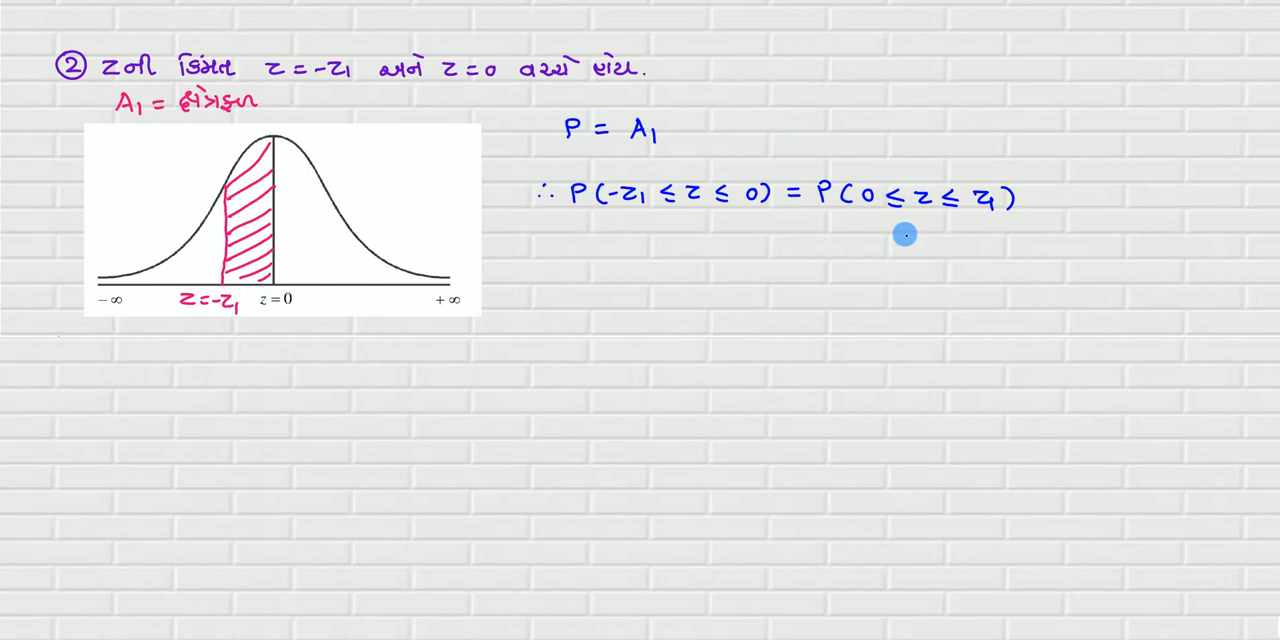 ② zની કિંમત z = -z₁ અને z = 0 વચ્ચે હોય.
A₁ = ક્ષેત્રફળ
P = A₁
∴ P(-z₁ ≤ z ≤ 0) = P(0 ≤ z ≤ z₁)
z=-z₁ z = 0
-∞ +∞